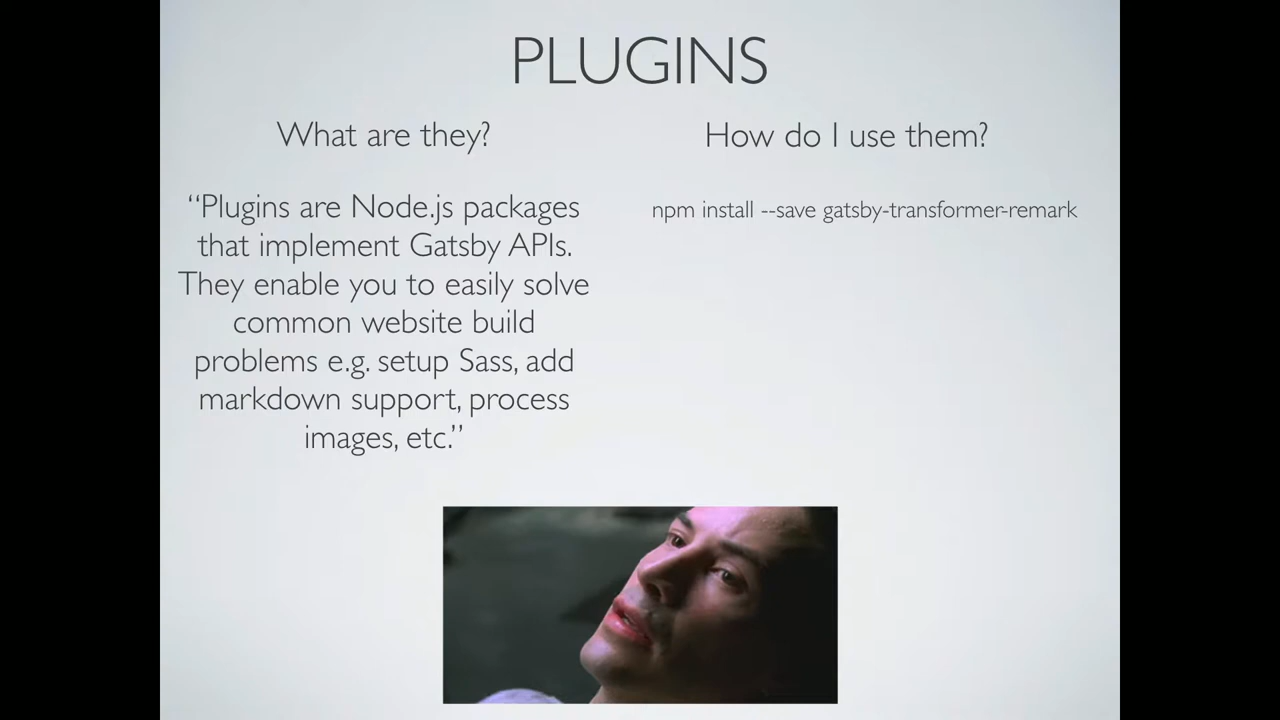 PLUGINS
What are they?
“Plugins are Node.js packages
that implement Gatsby APIs.
They enable you to easily solve
common website build
problems e.g. setup Sass, add
markdown support, process
images, etc.”
How do I use them?
npm install --save gatsby-transformer-remark